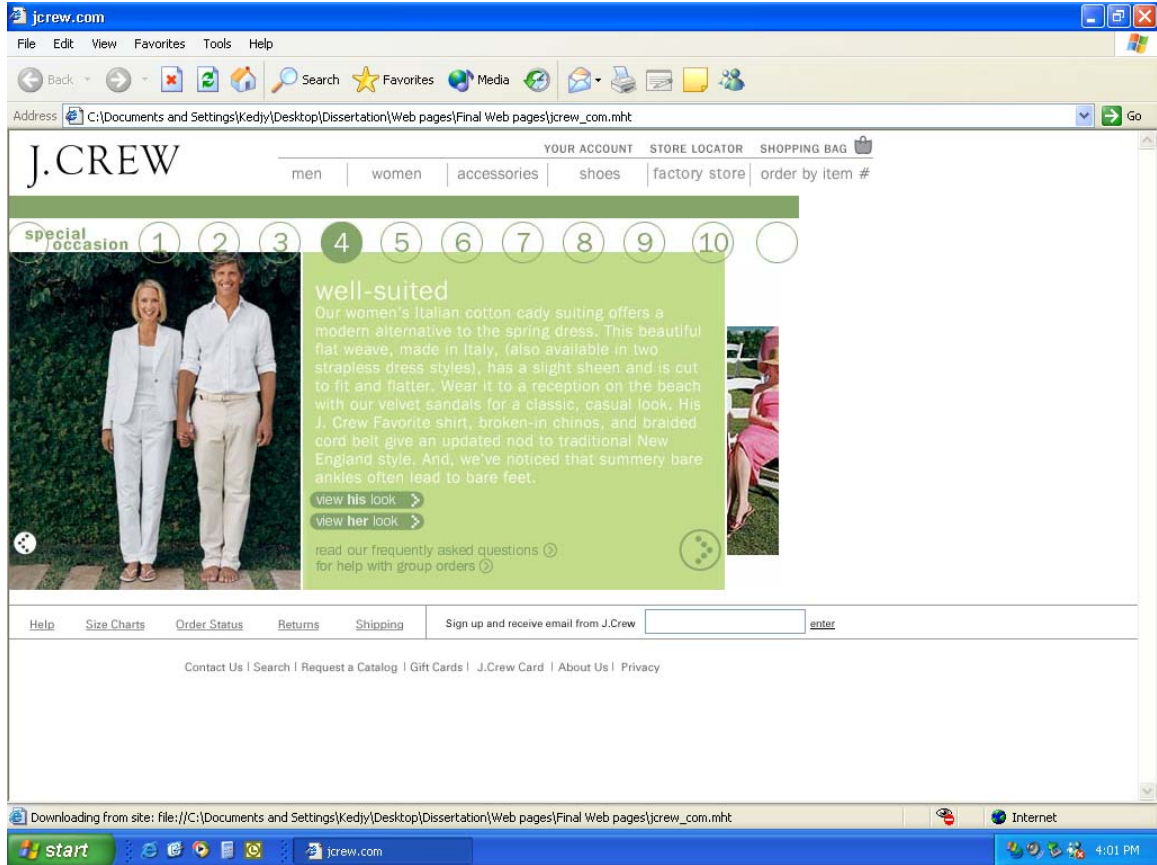 jcrew.com
File Edit View Favorites Tools Help
Back Search Favorites Media
Address C:\Documents and Settings\Kedjy\Desktop\Dissertation\Web pages\Final Web pages\jcrew_com.mht Go
YOUR ACCOUNT STORE LOCATOR SHOPPING BAG
J.CREW
men women accessories shoes factory store order by item #
special occasion 1 2 3 4 5 6 7 8 9 10
well-suited
Our women's Italian cotton cady suiting offers a
modern alternative to the spring dress. This beautiful
flat weave, made in Italy, (also available in two
strapless dress styles), has a slight sheen and is cut
to fit and flatter. Wear it to a reception on the beach
with our velvet sandals for a classic, casual look. His
J. Crew Favorite shirt, broken-in chinos, and braided
cord belt give an updated nod to traditional New
England style. And, we've noticed that summery bare
ankles often lead to bare feet.
view his look
view her look
read our frequently asked questions
for help with group orders
Help Size Charts Order Status Returns Shipping Sign up and receive email from J.Crew enter
Contact Us | Search | Request a Catalog | Gift Cards | J.Crew Card | About Us | Privacy
Downloading from site: file://C:\Documents and Settings\Kedjy\Desktop\Dissertation\Web pages\Final Web pages\jcrew_com.mht Internet
start jcrew.com 4:01 PM